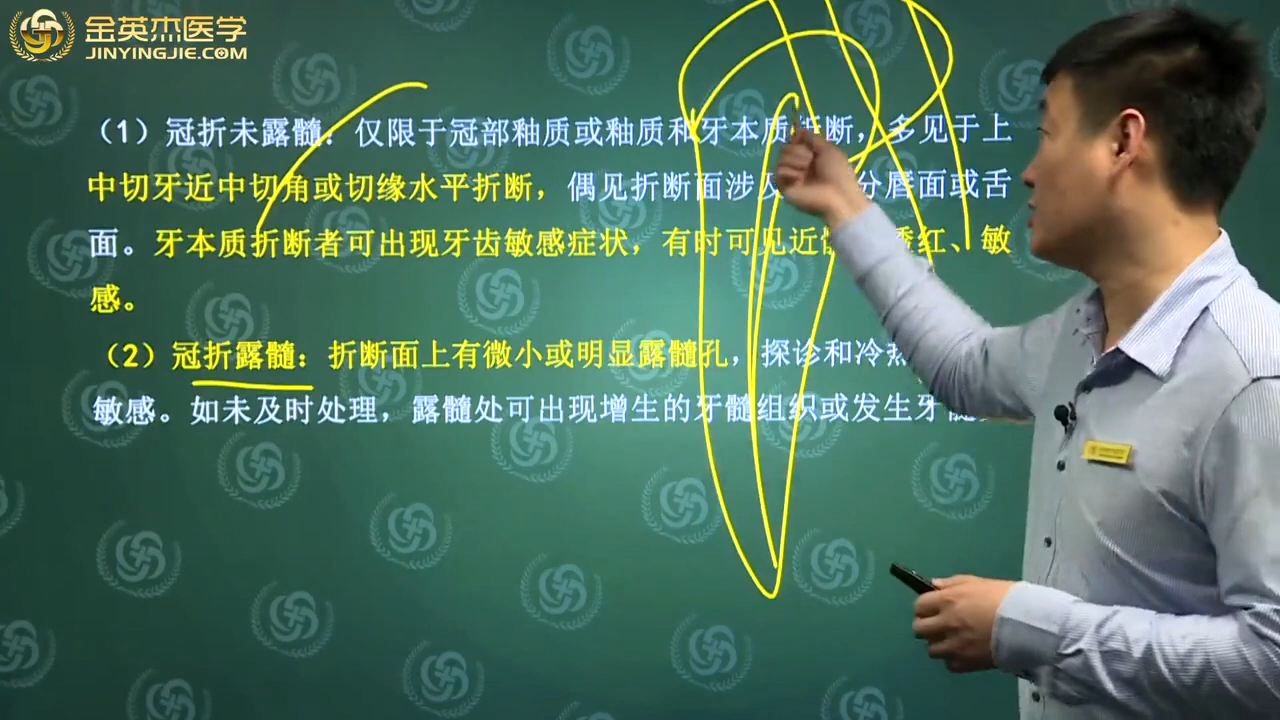 金英杰医学
JINYINGJIE.COM
（1）冠折未露髓：仅限于冠部釉质或釉质和牙本质折断，多见于上
中切牙近中切角或切缘水平折断，偶见折断面涉及 分唇面或舌
面。牙本质折断者可出现牙齿敏感症状，有时可见近髓 透红、敏
感。
（2）冠折露髓：折断面上有微小或明显露髓孔，探诊和冷热
敏感。如未及时处理，露髓处可出现增生的牙髓组织或发生牙髓